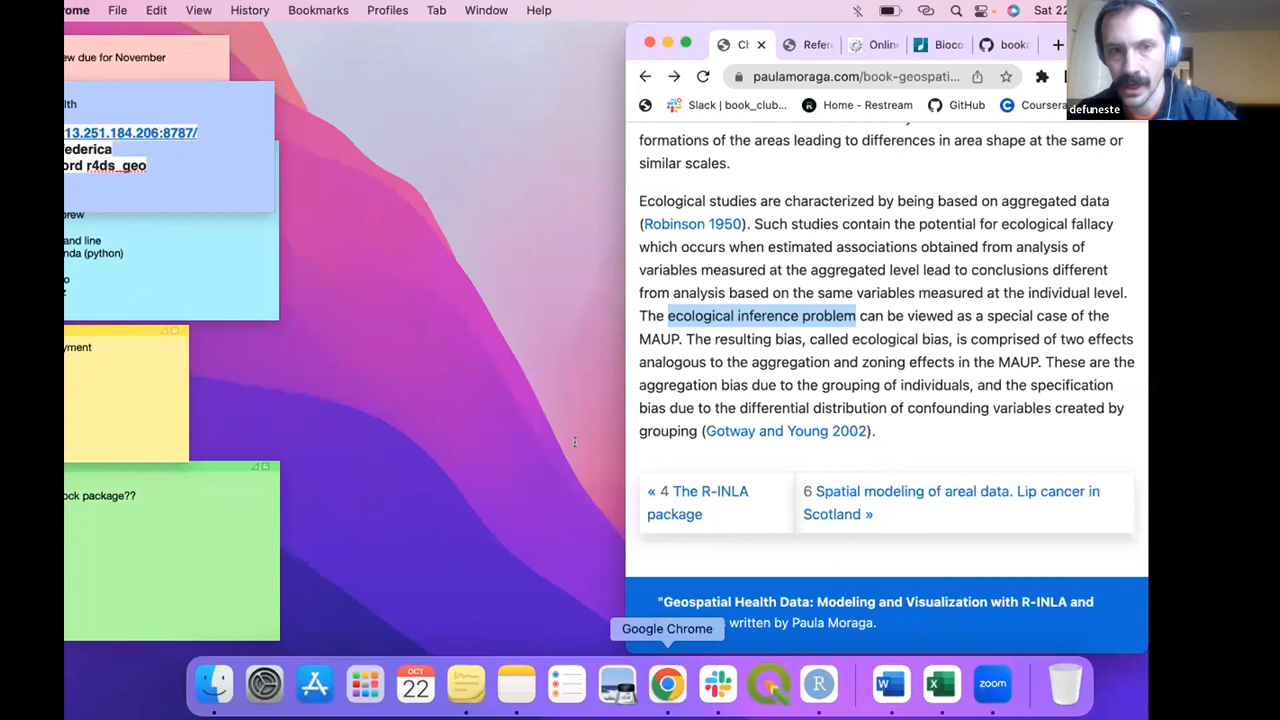 rome File Edit View History Bookmarks Profiles Tab Window Help Sat 22
ew due for November
lth
13.251.184.206:8787/
ederica
ord r4ds_geo
and line
nda (python)
yment
ock package??
Ch
Refere
Online
Bioco
book
paulamoraga.com/book-geospati...
Slack | book_club... Home - Restream GitHub Coursera
defuneste
formations of the areas leading to differences in area shape at the same or
similar scales.
Ecological studies are characterized by being based on aggregated data
(Robinson 1950). Such studies contain the potential for ecological fallacy
which occurs when estimated associations obtained from analysis of
variables measured at the aggregated level lead to conclusions different
from analysis based on the same variables measured at the individual level.
The ecological inference problem can be viewed as a special case of the
MAUP. The resulting bias, called ecological bias, is comprised of two effects
analogous to the aggregation and zoning effects in the MAUP. These are the
aggregation bias due to the grouping of individuals, and the specification
bias due to the differential distribution of confounding variables created by
grouping (Gotway and Young 2002).
« 4 The R-INLA
package
6 Spatial modeling of areal data. Lip cancer in
Scotland »
"Geospatial Health Data: Modeling and Visualization with R-INLA and
written by Paula Moraga.
Google Chrome
OCT
22
zoom